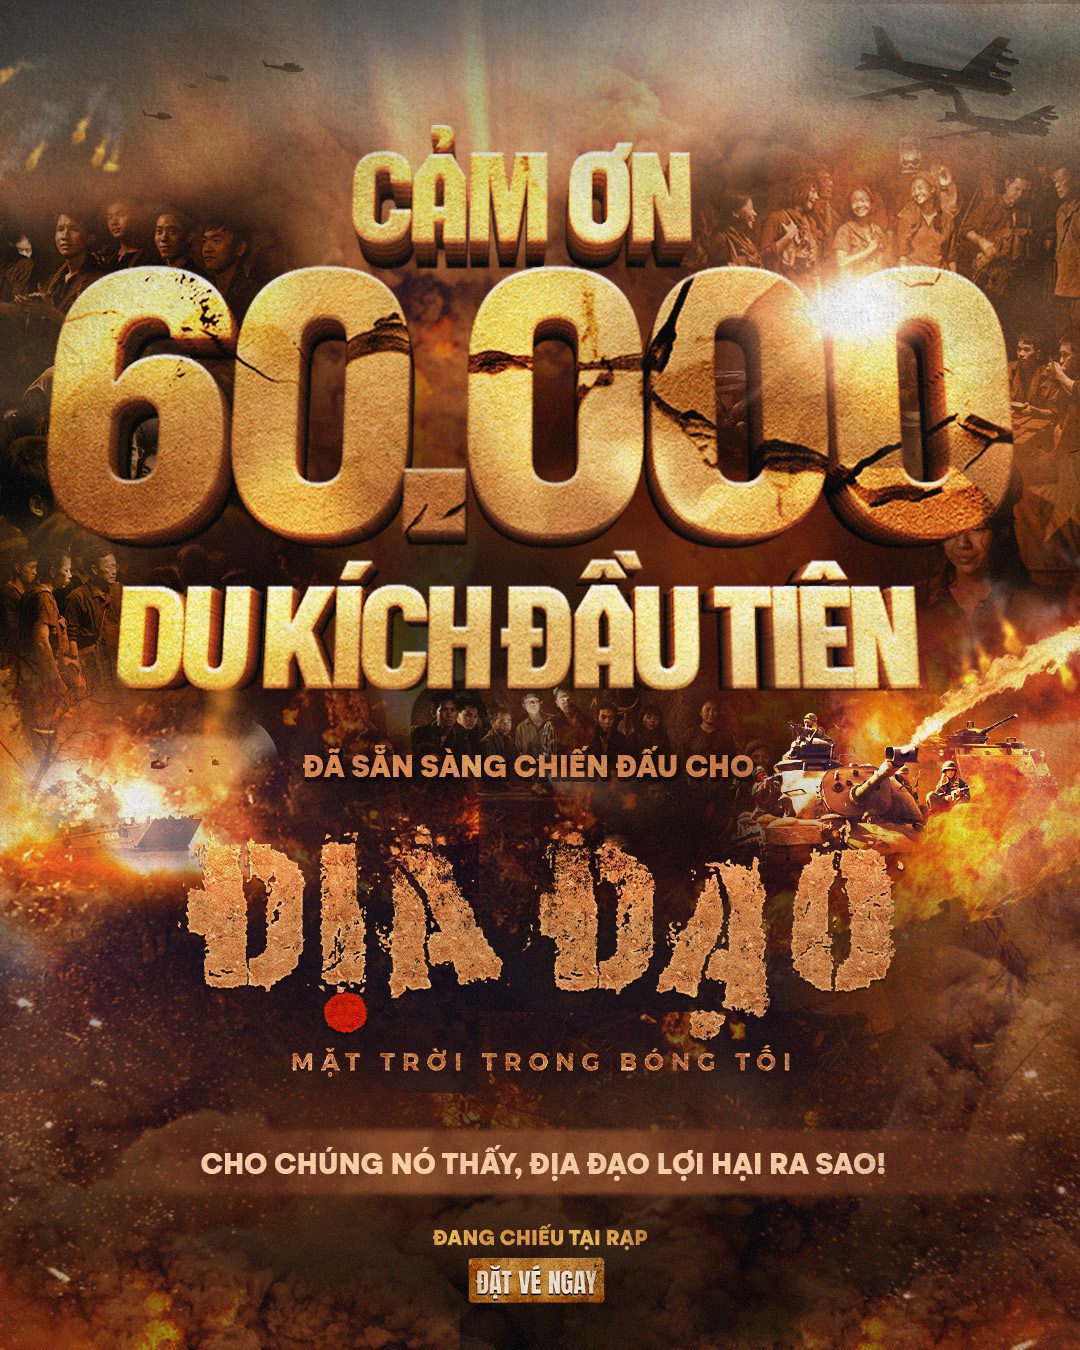 CẢM ƠN
60.000
DU KÍCH ĐẦU TIÊN
ĐÃ SẴN SÀNG CHIẾN ĐẤU CHO
ĐỊA ĐẠO
MẶT TRỜI TRONG BÓNG TỐI
CHO CHÚNG NÓ THẤY, ĐỊA ĐẠO LỢI HẠI RA SAO!
ĐANG CHIẾU TẠI RẠP
ĐẶT VÉ NGAY